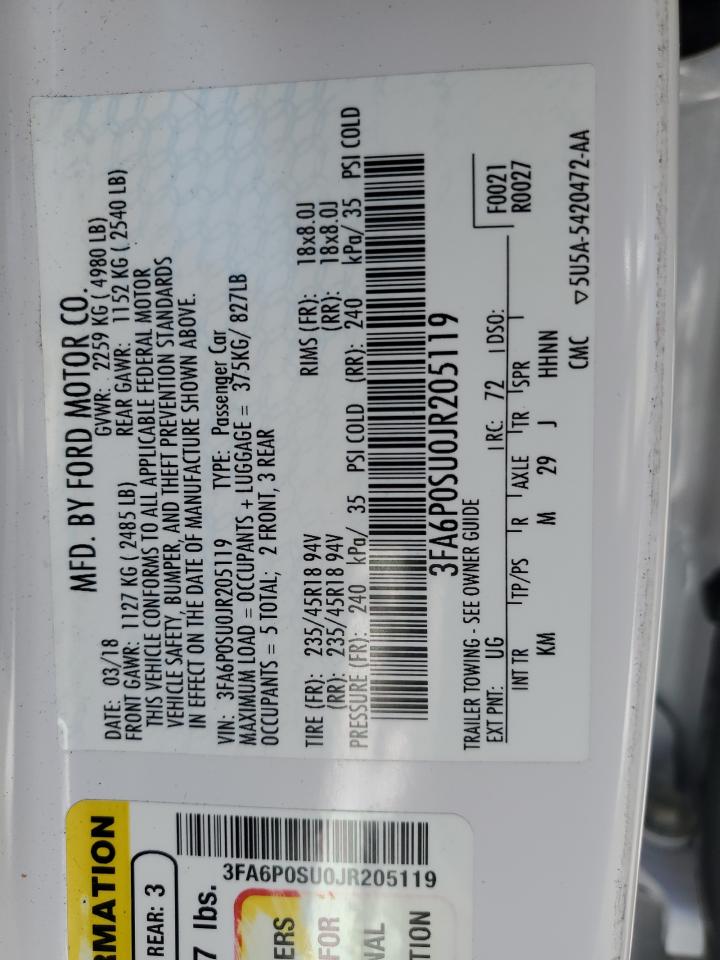 MFD. BY FORD MOTOR CO.
DATE: 03/18 GVWR: 2259 KG ( 4980 LB)
FRONT GAWR: 1127 KG ( 2485 LB) REAR GAWR: 1152 KG ( 2540 LB)
THIS VEHICLE CONFORMS TO ALL APPLICABLE FEDERAL MOTOR
VEHICLE SAFETY, BUMPER, AND THEFT PREVENTION STANDARDS
IN EFFECT ON THE DATE OF MANUFACTURE SHOWN ABOVE.
VIN: 3FA6P0SU0JR205119 TYPE: Passenger Car
MAXIMUM LOAD = OCCUPANTS + LUGGAGE = 375KG/ 827LB
OCCUPANTS = 5 TOTAL; 2 FRONT, 3 REAR
TIRE (FR): 235/45R18 94V RIMS (FR): 18x8.0J
(RR): 235/45R18 94V (RR): 18x8.0J
PRESSURE (FR): 240 kPa/ 35 PSI COLD (RR): 240 kPa/ 35 PSI COLD
3FA6P0SU0JR205119
TRAILER TOWING - SEE OWNER GUIDE
F0021
R0027
EXT PNT: UG RC: 72 DSO:
INT TR TP/PS R AXLE TR SPR
KM M 29 J HHNN
CMC ▽5U5A-5420472-AA
RMATION
REAR: 3
7 lbs.
3FA6P0SU0JR205119
ERS
FOR
NAL
TION